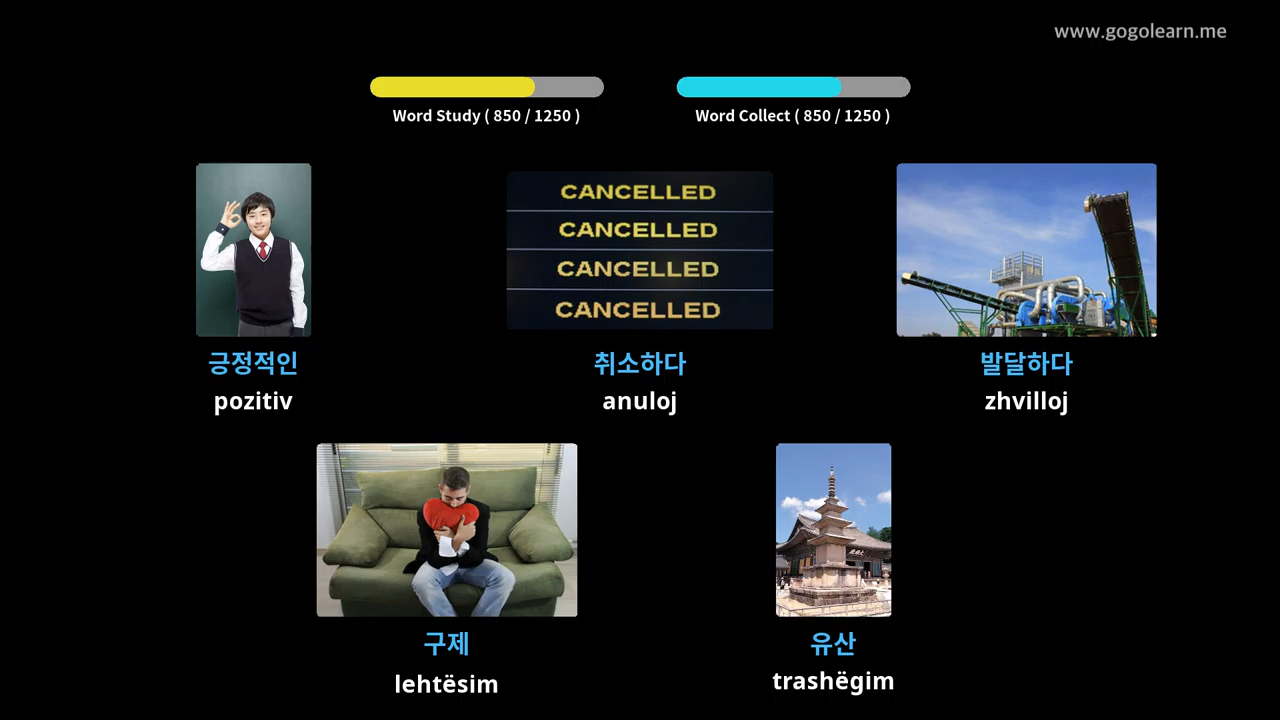 www.gogolearn.me
Word Study ( 850 / 1250 )
Word Collect ( 850 / 1250 )
CANCELLED
CANCELLED
CANCELLED
CANCELLED
긍정적인
pozitiv
취소하다
anuloj
발달하다
zhvilloj
구제
lehtësim
유산
trashëgim